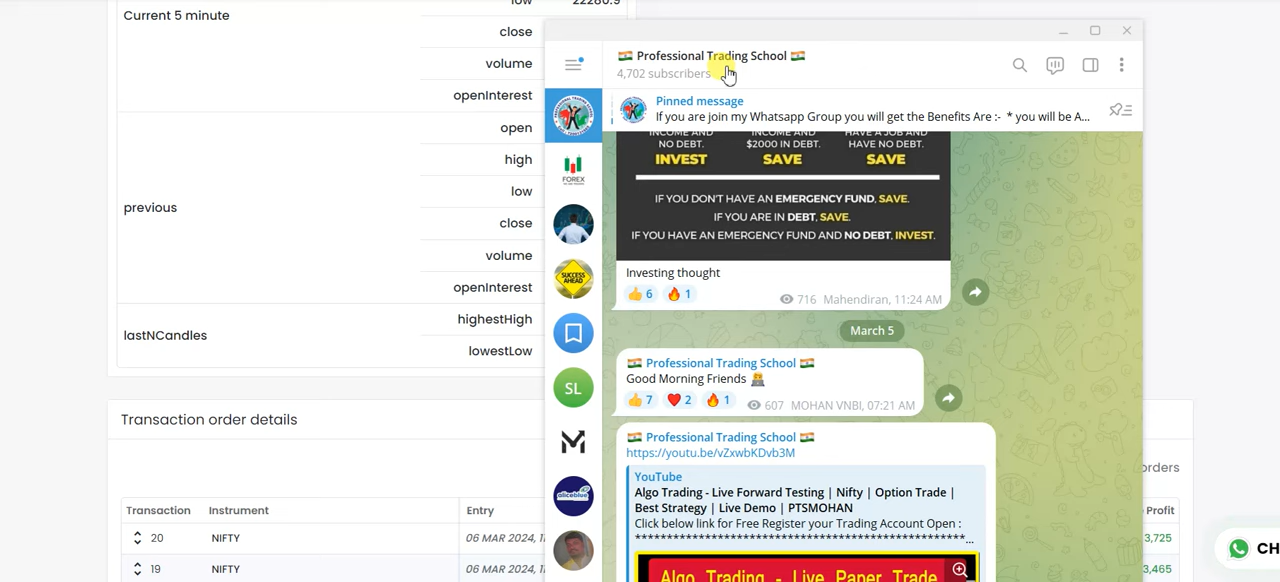 low 22280.9
Current 5 minute
close
volume
openInterest
open
high
low
previous
close
volume
openInterest
highestHigh
lastNCandles
lowestLow
Transaction order details
orders
Transaction Instrument Entry Profit
20 NIFTY 06 MAR 2024, 3,725
19 NIFTY 06 MAR 2024, 3,465
Professional Trading School
4,702 subscribers
Pinned message
If you are join my Whatsapp Group you will get the Benefits Are :- * you will be A...
INCOME AND INCOME AND HAVE A JOB AND
NO DEBT. $2000 IN DEBT. HAVE NO DEBT.
INVEST SAVE SAVE
IF YOU DON'T HAVE AN EMERGENCY FUND, SAVE.
IF YOU ARE IN DEBT, SAVE.
IF YOU HAVE AN EMERGENCY FUND AND NO DEBT, INVEST.
Investing thought
👍 6 🔥 1 716 Mahendiran, 11:24 AM
March 5
Professional Trading School
Good Morning Friends
👍 7 ❤️ 2 🔥 1 607 MOHAN VNBI, 07:21 AM
Professional Trading School
https://youtu.be/vZxwbKDvb3M
YouTube
Algo Trading - Live Forward Testing | Nifty | Option Trade |
Best Strategy | Live Demo | PTSMOHAN
Click below link for Free Register your Trading Account Open :
******************************************************...
Algo Trading - Live Paper Trade
FOREX
SUCCESS
AHEAD
SL
aliceblue
CH